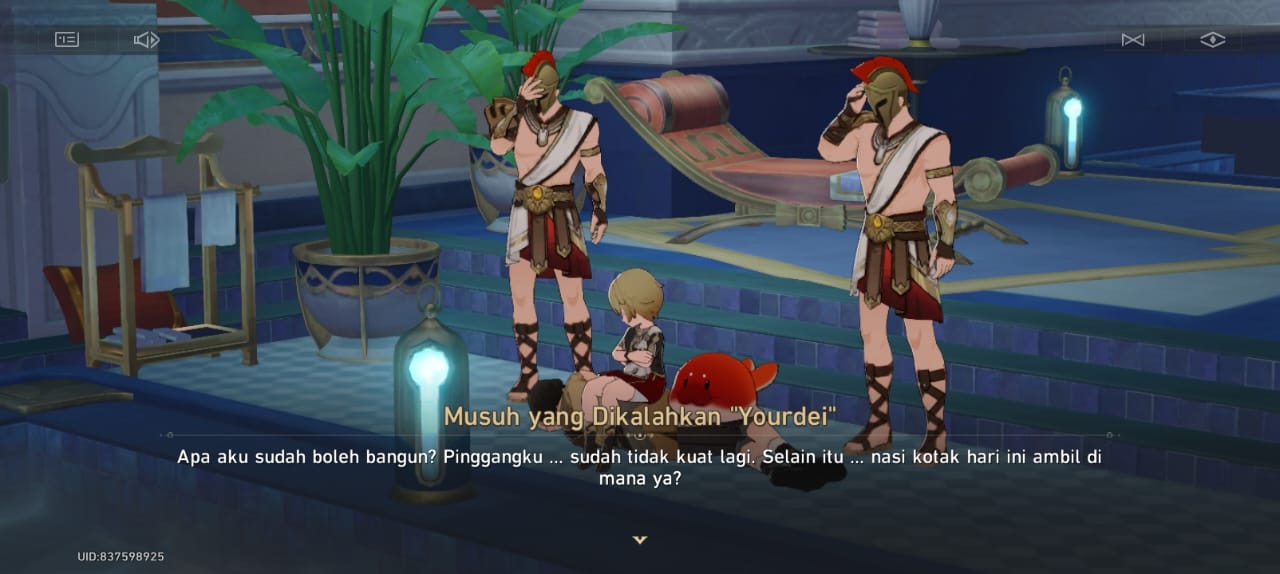 Musuh yang Dikalahkan "Yourdei"
Apa aku sudah boleh bangun? Pinggangku ... sudah tidak kuat lagi. Selain itu ... nasi kotak hari ini ambil di
mana ya?
UID:837598925